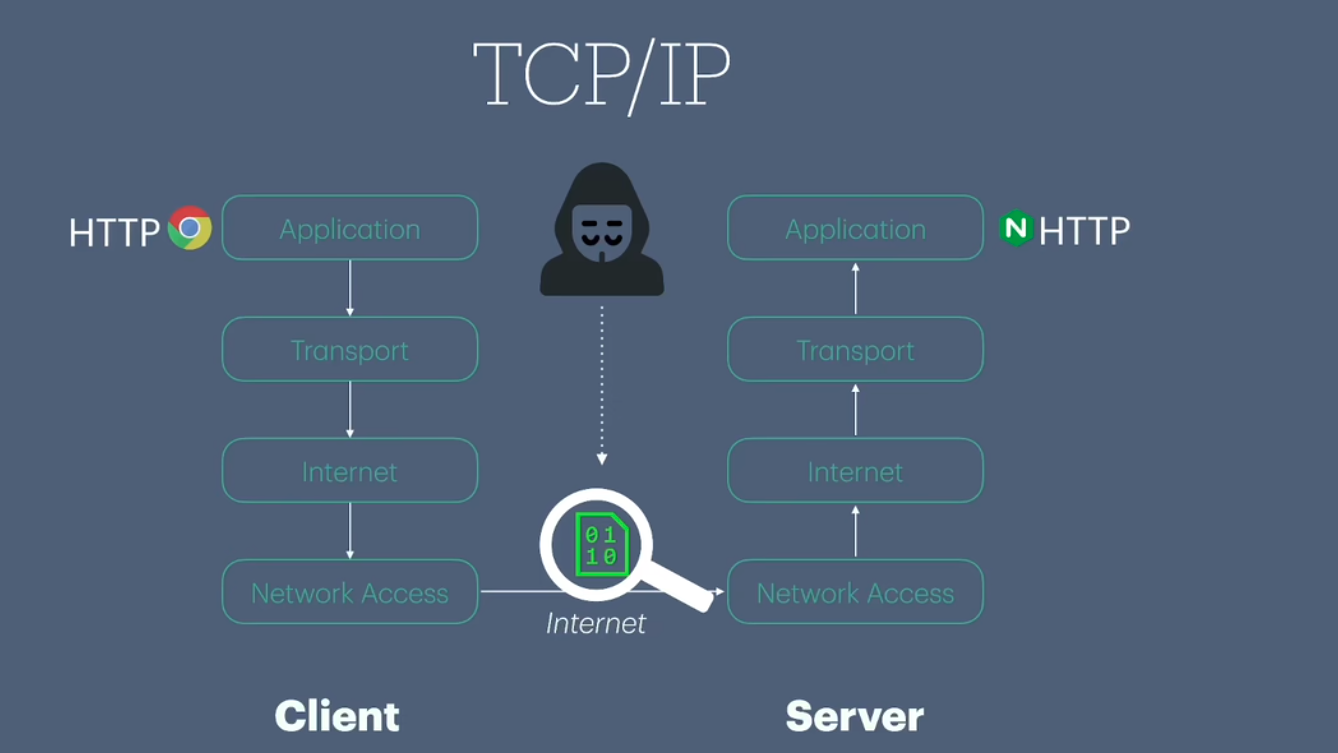 TCP/IP
HTTP Application
Application N HTTP
Transport
Transport
Internet
Internet
01
10
Network Access
Network Access
Internet
Client
Server